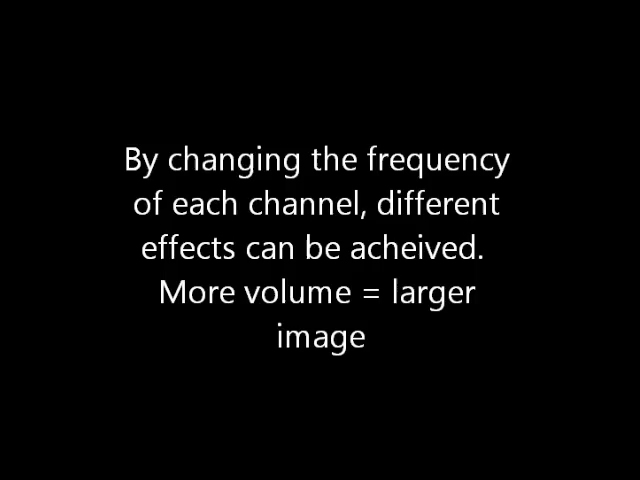 By changing the frequency
of each channel, different
effects can be acheived.
More volume = larger
image